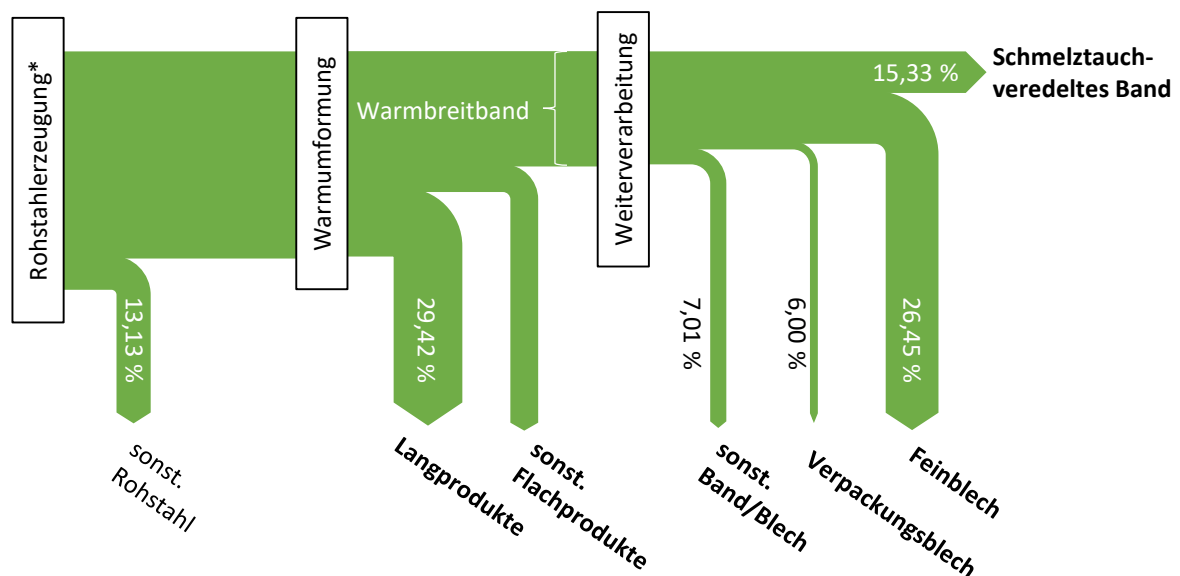 Rohstahlerzeugung*
Warmumformung
Warmbreitband
Weiterverarbeitung
15,33 %
Schmelztauch-
veredeltes Band
13,13 %
29,42 %
7,01 %
6,00 %
26,45 %
sonst.
Rohstahl
Langprodukte
sonst.
Flachprodukte
sonst.
Band/Blech
Verpackungsblech
Feinblech